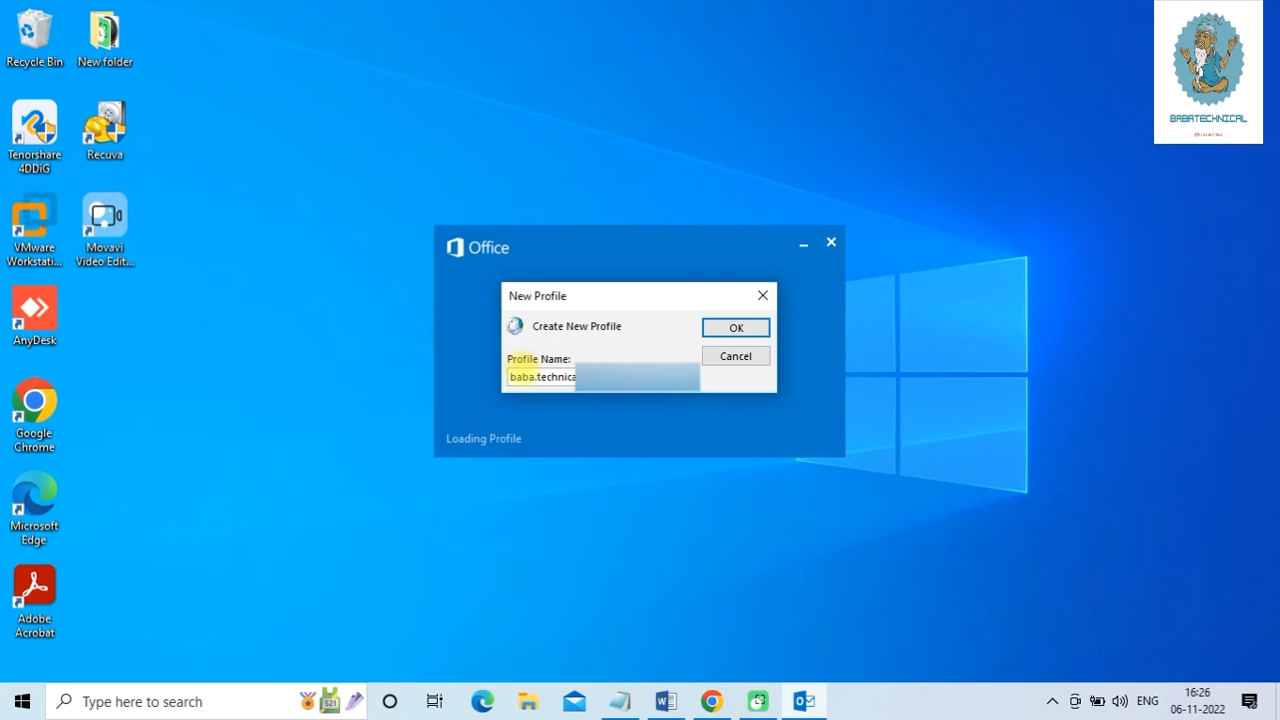 Recycle Bin
New folder
Tenorshare
4DDiG
Recuva
VMware
Workstati...
Movavi
Video Edit...
AnyDesk
Google
Chrome
Microsoft
Edge
Adobe
Acrobat
BABATECHNICAL
Office
New Profile
Create New Profile
OK
Profile Name:
Cancel
baba.technica
Loading Profile
Type here to search
521
ENG
16:26
06-11-2022